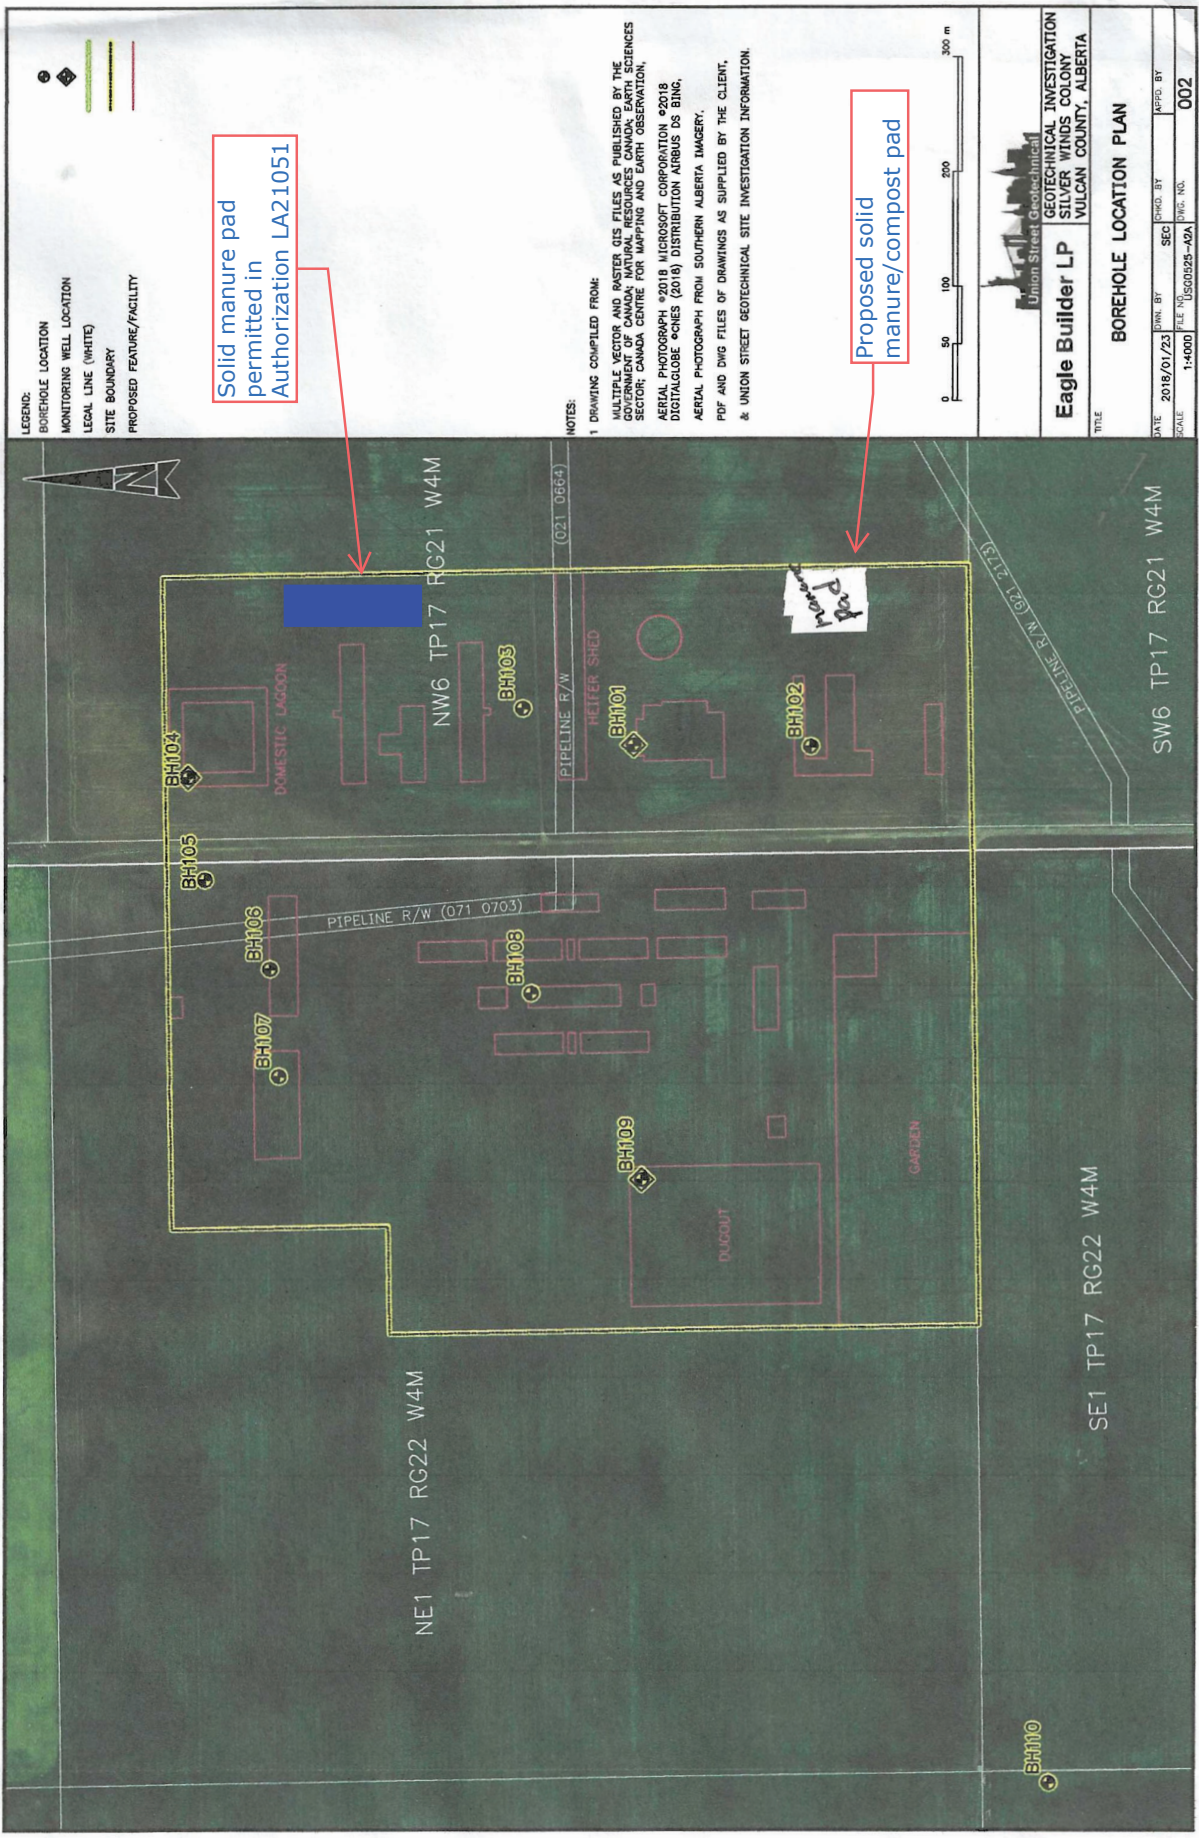 LEGEND:
BOREHOLE LOCATION
MONITORING WELL LOCATION
LEGAL LINE (WHITE)
SITE BOUNDARY
PROPOSED FEATURE/FACILITY
Solid manure pad
permitted in
Authorization LA21051
NOTES:
1 DRAWING COMPILED FROM:
MULTIPLE VECTOR AND RASTER GIS FILES AS PUBLISHED BY THE
GOVERNMENT OF CANADA; NATURAL RESOURCES CANADA; EARTH SCIENCES
SECTOR; CANADA CENTRE FOR MAPPING AND EARTH OBSERVATION,
AERIAL PHOTOGRAPH ©2018 MICROSOFT CORPORATION ©2018
DIGITALGLOBE ©CNES (2018) DISTRIBUTION AIRBUS DS BING,
AERIAL PHOTOGRAPH FROM SOUTHERN ALBERTA IMAGERY,
PDF AND DWG FILES OF DRAWINGS AS SUPPLIED BY THE CLIENT,
& UNION STREET GEOTECHNICAL SITE INVESTIGATION INFORMATION.
Proposed solid
manure/compost pad
0 50 100 200 300 m
Union Street Geotechnical
Eagle Builder LP
GEOTECHNICAL INVESTIGATION
SILVER WINDS COLONY
VULCAN COUNTY, ALBERTA
TITLE
BOREHOLE LOCATION PLAN
DATE 2018/01/23
DWN. BY SEC
CHKD. BY
APPD. BY
SCALE 1:4000
FILE NO. USG0525-A2A
DWG. NO. 002
N
BH104
DOMESTIC LAGOON
NW6 TP17 RG21 W4M
BH103
(021 0664)
PIPELINE R/W
HEIFER SHED
BH101
manure
pad
BH102
PIPELINE R/W (921 2173)
SW6 TP17 RG21 W4M
BH105
BH106
PIPELINE R/W (071 0703)
BH107
BH108
BH109
DUGOUT
GARDEN
NE1 TP17 RG22 W4M
SE1 TP17 RG22 W4M
BH110